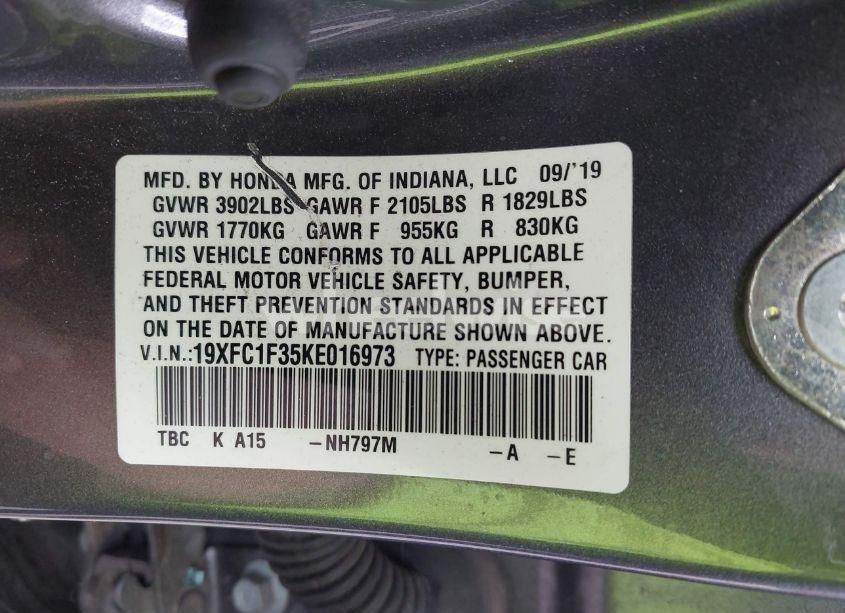 MFD. BY HONDA MFG. OF INDIANA, LLC 09/'19
GVWR 3902LBS GAWR F 2105LBS R 1829LBS
GVWR 1770KG GAWR F 955KG R 830KG
THIS VEHICLE CONFORMS TO ALL APPLICABLE
FEDERAL MOTOR VEHICLE SAFETY, BUMPER,
AND THEFT PREVENTION STANDARDS IN EFFECT
ON THE DATE OF MANUFACTURE SHOWN ABOVE.
V.I.N.:19XFC1F35KE016973 TYPE: PASSENGER CAR
TBC K A15 -NH797M -A -E